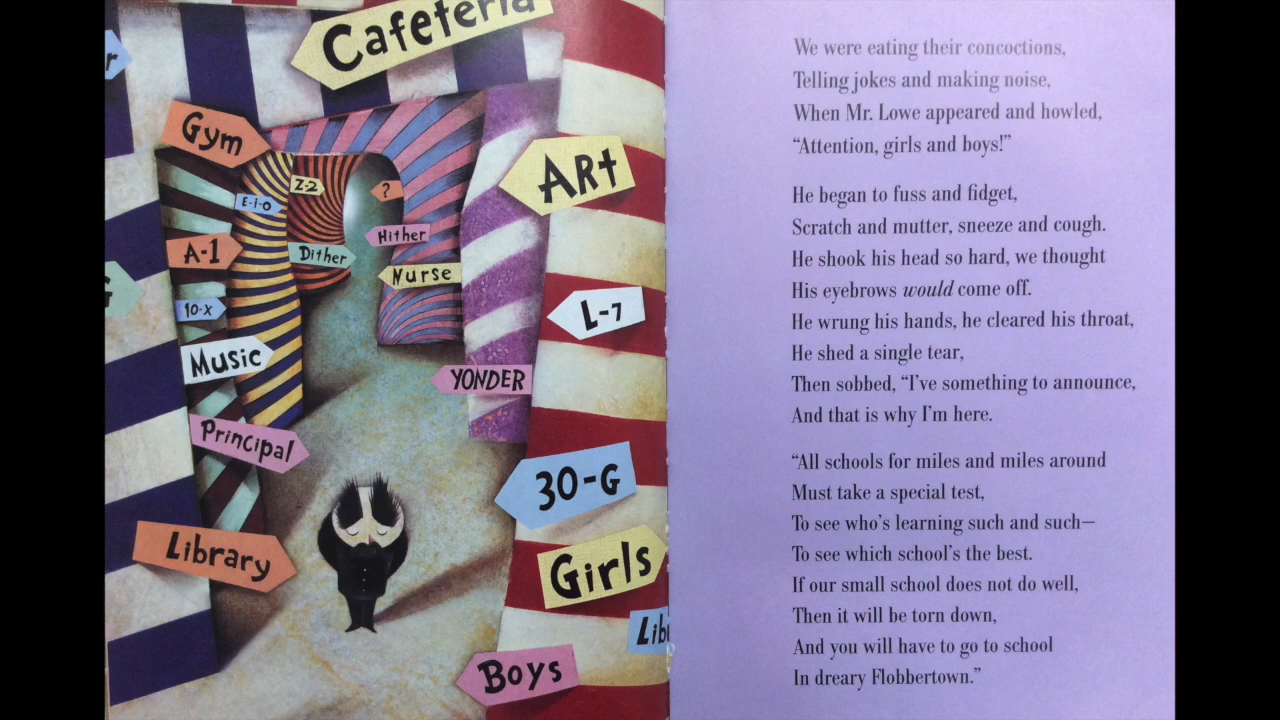 Cafeteria
Gym
Z-2
?
E-i-O
ARt
Hither
A-1
Dither
Nurse
10-X
L-7
Music
YONDER
Principal
30-G
Library
Girls
Lib
Boys
We were eating their concoctions,
Telling jokes and making noise,
When Mr. Lowe appeared and howled,
“Attention, girls and boys!”
He began to fuss and fidget,
Scratch and mutter, sneeze and cough.
He shook his head so hard, we thought
His eyebrows would come off.
He wrung his hands, he cleared his throat,
He shed a single tear,
Then sobbed, “I’ve something to announce,
And that is why I’m here.
“All schools for miles and miles around
Must take a special test,
To see who’s learning such and such—
To see which school’s the best.
If our small school does not do well,
Then it will be torn down,
And you will have to go to school
In dreary Flobbertown.”